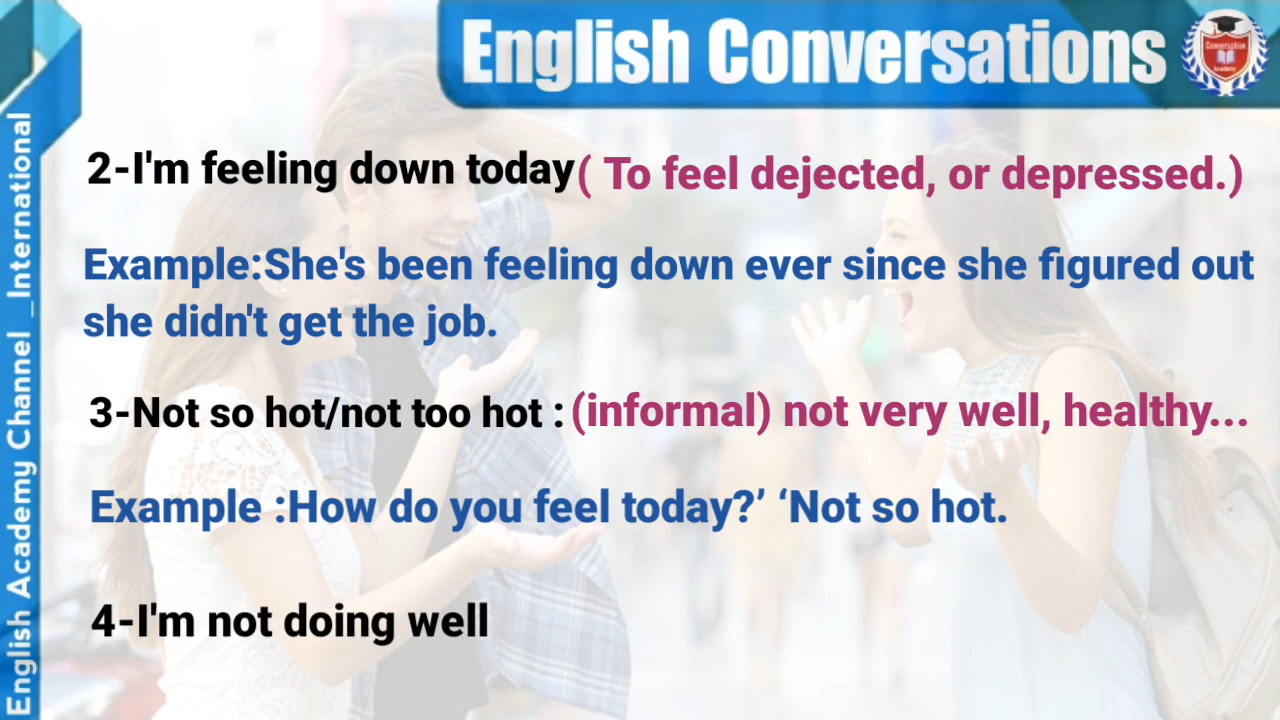 English Conversations
Conversation
Academy
English Academy Channel _International
2-I'm feeling down today( To feel dejected, or depressed.)
Example:She's been feeling down ever since she figured out
she didn't get the job.
3-Not so hot/not too hot : (informal) not very well, healthy...
Example :How do you feel today?’ ‘Not so hot.
4-I'm not doing well